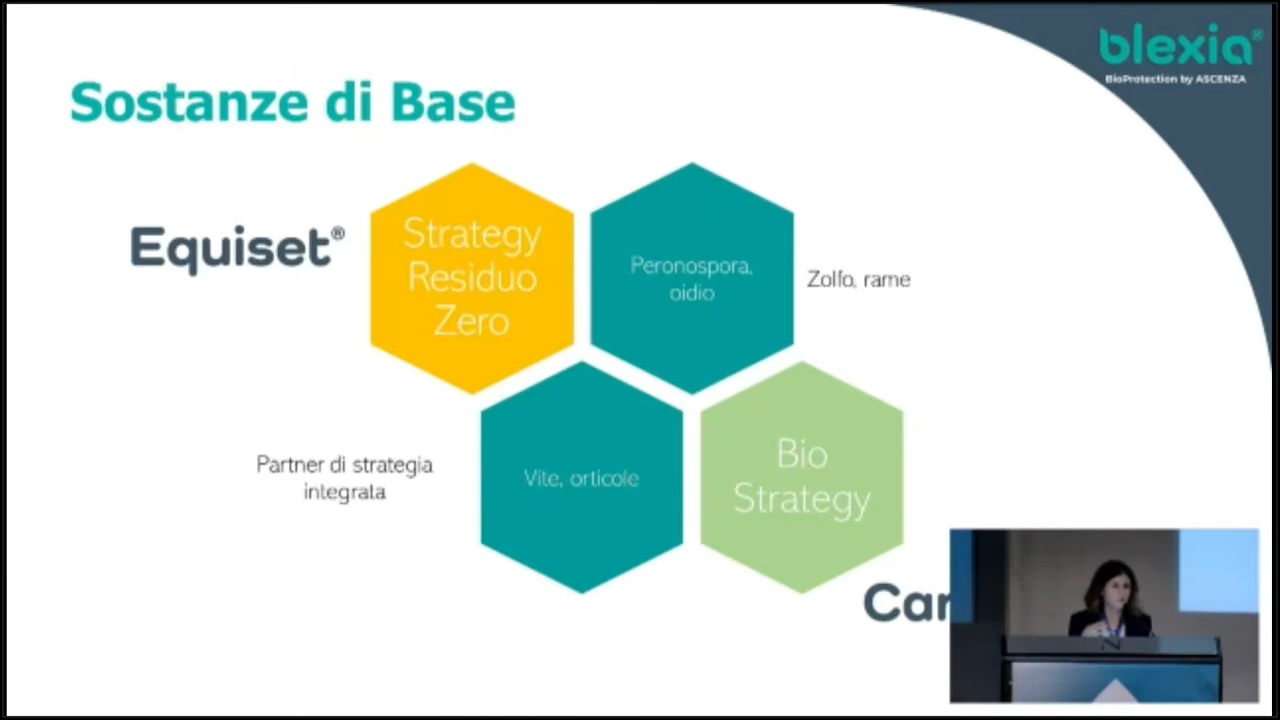 blexia®
BioProtection by ASCENZA
Sostanze di Base
Equiset®
Strategy
Residuo
Zero
Peronospora,
oidio
Zolfo, rame
Partner di strategia
integrata
Vite, orticole
Bio
Strategy